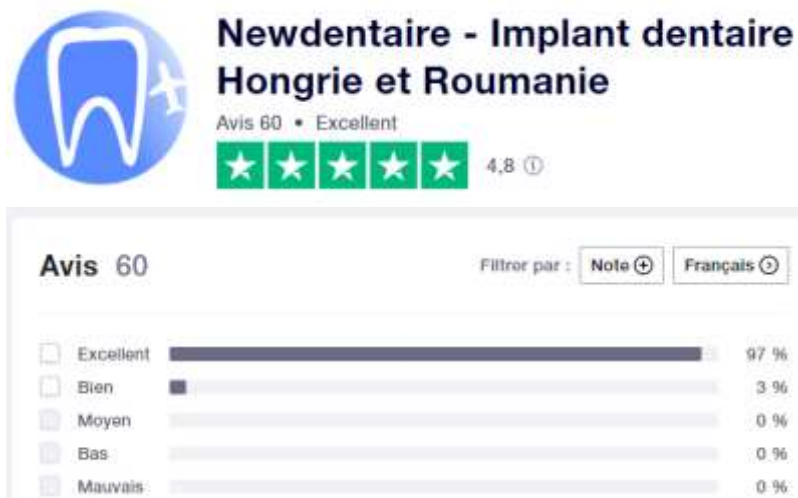 Newdentaire - Implant dentaire
Hongrie et Roumanie
Avis 60 • Excellent
4,8
Avis 60
Filtrer par : Note Français
Excellent 97 %
Bien 3 %
Moyen 0 %
Bas 0 %
Mauvais 0 %